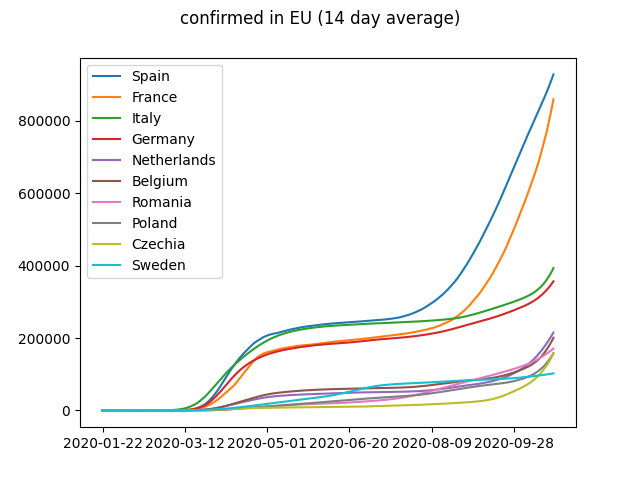 confirmed in EU (14 day average)
Spain
France
Italy
Germany
Netherlands
Belgium
Romania
Poland
Czechia
Sweden
800000
600000
400000
200000
0
2020-01-22 2020-03-12 2020-05-01 2020-06-20 2020-08-09 2020-09-28